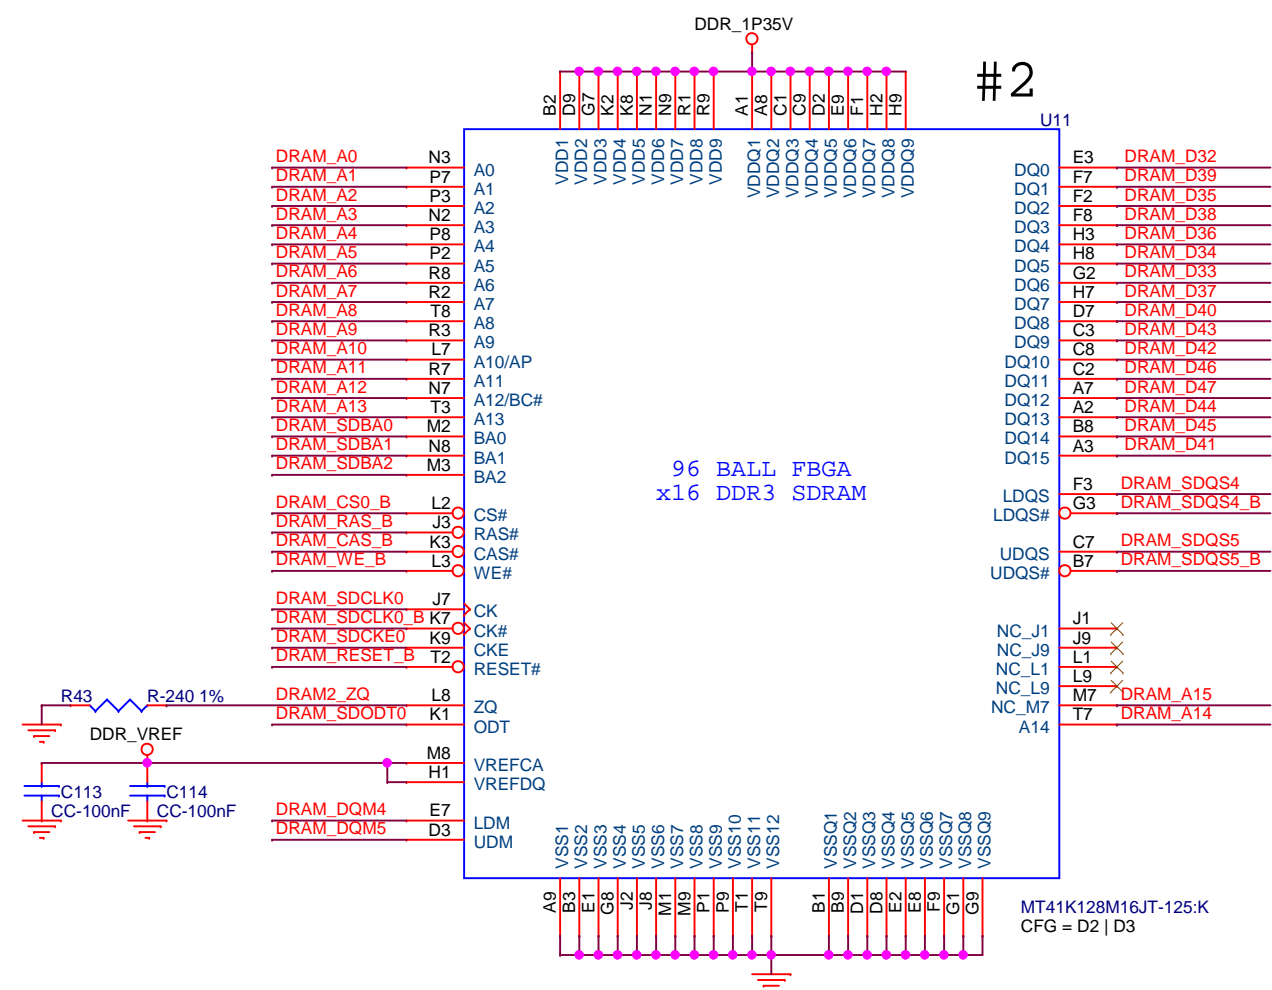 DDR_1P35V
#2
U11
B2 D9 G7 K2 K8 N1 N9 R1 R9 A1 A8 C1 C9 D2 E9 F1 H2 H9
VDD1 VDD2 VDD3 VDD4 VDD5 VDD6 VDD7 VDD8 VDD9 VDDQ1 VDDQ2 VDDQ3 VDDQ4 VDDQ5 VDDQ6 VDDQ7 VDDQ8 VDDQ9
DRAM_A0 N3 A0
DRAM_A1 P7 A1
DRAM_A2 P3 A2
DRAM_A3 N2 A3
DRAM_A4 P8 A4
DRAM_A5 P2 A5
DRAM_A6 R8 A6
DRAM_A7 R2 A7
DRAM_A8 T8 A8
DRAM_A9 R3 A9
DRAM_A10 L7 A10/AP
DRAM_A11 R7 A11
DRAM_A12 N7 A12/BC#
DRAM_A13 T3 A13
DRAM_SDBA0 M2 BA0
DRAM_SDBA1 N8 BA1
DRAM_SDBA2 M3 BA2
DRAM_CS0_B L2 CS#
DRAM_RAS_B J3 RAS#
DRAM_CAS_B K3 CAS#
DRAM_WE_B L3 WE#
DRAM_SDCLK0 J7 CK
DRAM_SDCLK0_B K7 CK#
DRAM_SDCKE0 K9 CKE
DRAM_RESET_B T2 RESET#
R43 R-240 1% DRAM2_ZQ L8 ZQ
DRAM_SDODT0 K1 ODT
DDR_VREF
M8 VREFCA
H1 VREFDQ
C113 CC-100nF
C114 CC-100nF
DRAM_DQM4 E7 LDM
DRAM_DQM5 D3 UDM
96 BALL FBGA
x16 DDR3 SDRAM
DQ0 E3 DRAM_D32
DQ1 F7 DRAM_D39
DQ2 F2 DRAM_D35
DQ3 F8 DRAM_D38
DQ4 H3 DRAM_D36
DQ5 H8 DRAM_D34
DQ6 G2 DRAM_D33
DQ7 H7 DRAM_D37
DQ8 D7 DRAM_D40
DQ9 C3 DRAM_D43
DQ10 C8 DRAM_D42
DQ11 C2 DRAM_D46
DQ12 A7 DRAM_D47
DQ13 A2 DRAM_D44
DQ14 B8 DRAM_D45
DQ15 A3 DRAM_D41
LDQS F3 DRAM_SDQS4
LDQS# G3 DRAM_SDQS4_B
UDQS C7 DRAM_SDQS5
UDQS# B7 DRAM_SDQS5_B
NC_J1 J1
NC_J9 J9
NC_L1 L1
NC_L9 L9
NC_M7 M7 DRAM_A15
A14 T7 DRAM_A14
VSS1 VSS2 VSS3 VSS4 VSS5 VSS6 VSS7 VSS8 VSS9 VSS10 VSS11 VSS12 VSSQ1 VSSQ2 VSSQ3 VSSQ4 VSSQ5 VSSQ6 VSSQ7 VSSQ8 VSSQ9
A9 B3 E1 G8 J2 J8 M1 M9 P1 P9 T1 T9 B1 B9 D1 D8 E2 E8 F9 G1 G9
MT41K128M16JT-125:K
CFG = D2 | D3